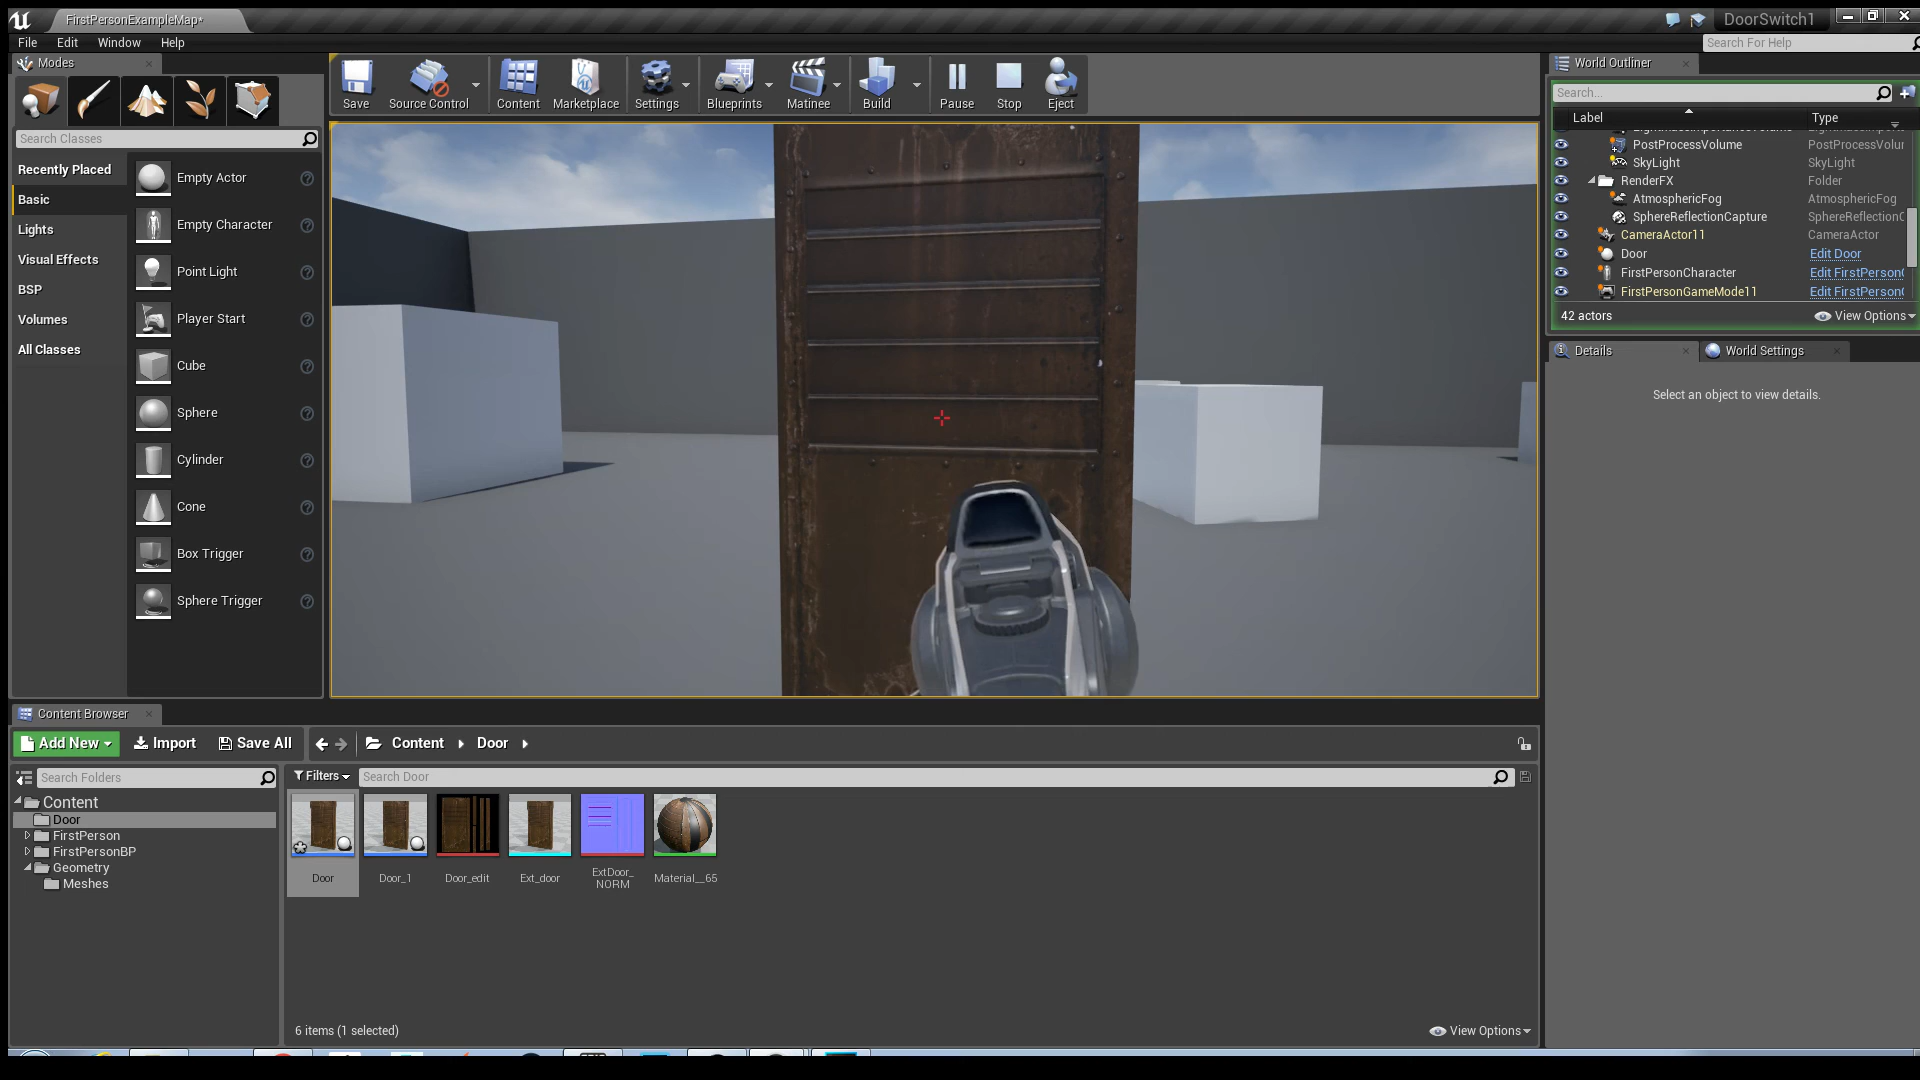 FirstPersonExampleMap*
DoorSwitch1
File Edit Window Help
Search For Help
Modes
Save
Source Control
Content
Marketplace
Settings
Blueprints
Matinee
Build
Pause
Stop
Eject
World Outliner
Search...
Label Type
PostProcessVolume PostProcessVolur
SkyLight SkyLight
RenderFX Folder
AtmosphericFog AtmosphericFog
SphereReflectionCapture SphereReflectionC
CameraActor11 CameraActor
Door Edit Door
FirstPersonCharacter Edit FirstPersonC
FirstPersonGameMode11 Edit FirstPersonC
42 actors View Options
Details World Settings
Select an object to view details.
Search Classes
Recently Placed
Basic
Lights
Visual Effects
BSP
Volumes
All Classes
Empty Actor
Empty Character
Point Light
Player Start
Cube
Sphere
Cylinder
Cone
Box Trigger
Sphere Trigger
Content Browser
Add New Import Save All Content Door
Search Folders
Filters Search Door
Content
Door
FirstPerson
FirstPersonBP
Geometry
Meshes
Door
Door_1
Door_edit
Ext_door
ExtDoor_
NORM
Material__65
6 items (1 selected)
View Options